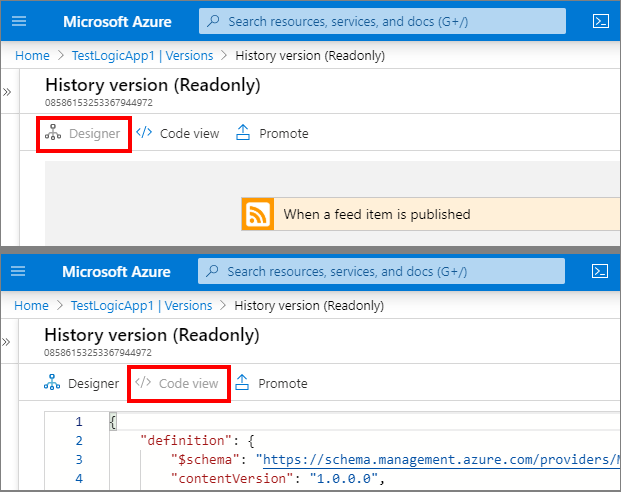 Microsoft Azure Search resources, services, and docs (G+/)
Home > TestLogicApp1 | Versions > History version (Readonly)
»
History version (Readonly)
08586153253367944972
Designer </> Code view Promote
When a feed item is published
Microsoft Azure Search resources, services, and docs (G+/)
Home > TestLogicApp1 | Versions > History version (Readonly)
»
History version (Readonly)
08586153253367944972
Designer </> Code view Promote
1 {
2 "definition": {
3 "$schema": "https://schema.management.azure.com/providers/
4 "contentVersion": "1.0.0.0",